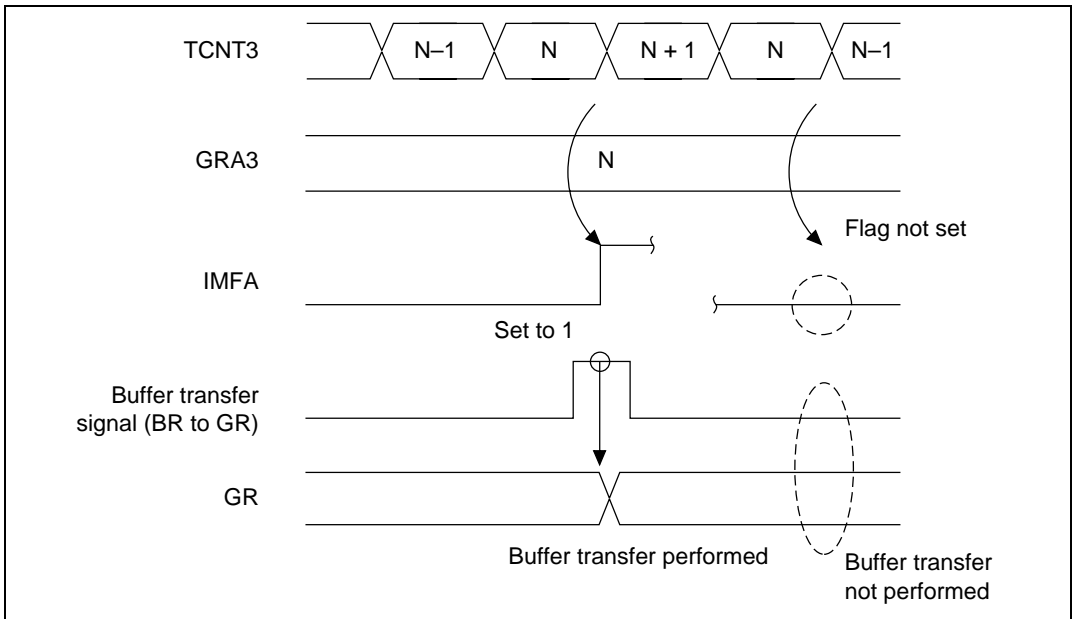 TCNT3
N–1
N
N + 1
N
N–1
GRA3
N
Flag not set
IMFA
Set to 1
Buffer transfer
signal (BR to GR)
GR
Buffer transfer performed
Buffer transfer
not performed